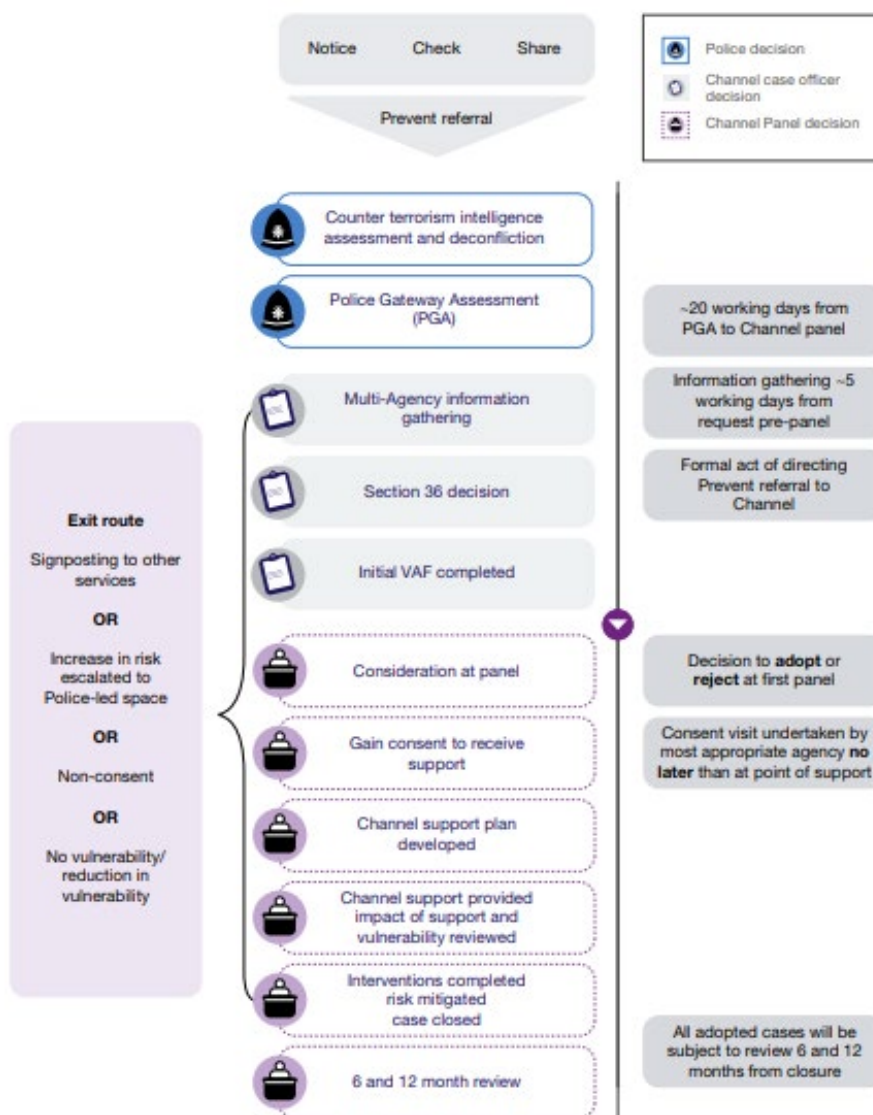 Notice Check Share
Prevent referral
Police decision
Channel case officer
decision
Channel Panel decision
Counter terrorism intelligence
assessment and deconfliction
Police Gateway Assessment
(PGA)
~20 working days from
PGA to Channel panel
Multi-Agency information
gathering
Information gathering ~5
working days from
request pre-panel
Section 36 decision
Formal act of directing
Prevent referral to
Channel
Initial VAF completed
Exit route
Signposting to other
services
OR
Increase in risk
escalated to
Police-led space
OR
Non-consent
OR
No vulnerability/
reduction in
vulnerability
Consideration at panel
Decision to adopt or
reject at first panel
Gain consent to receive
support
Consent visit undertaken by
most appropriate agency no
later than at point of support
Channel support plan
developed
Channel support provided
impact of support and
vulnerability reviewed
Interventions completed
risk mitigated
case closed
6 and 12 month review
All adopted cases will be
subject to review 6 and 12
months from closure